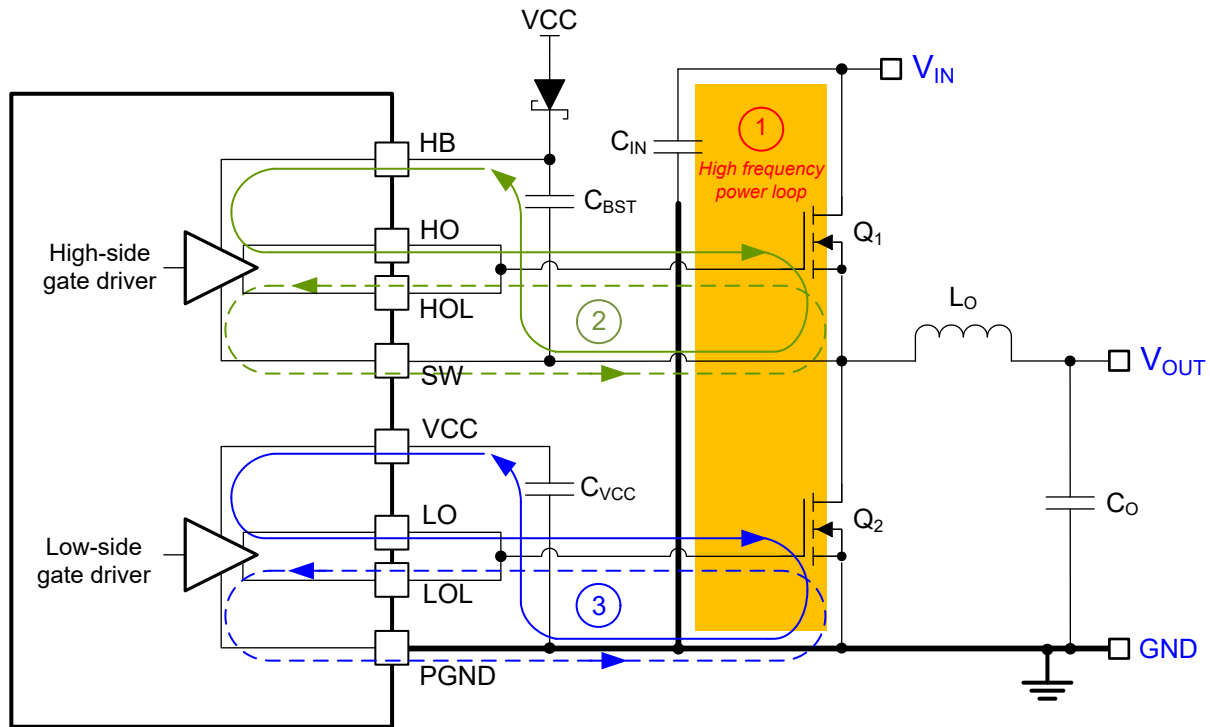 VCC
V_IN
1
High frequency
power loop
C_IN
HB
C_BST
HO
Q_1
High-side
gate driver
HOL
L_O
2
SW
V_OUT
VCC
C_VCC
LO
Q_2
C_O
Low-side
gate driver
LOL
3
PGND
GND